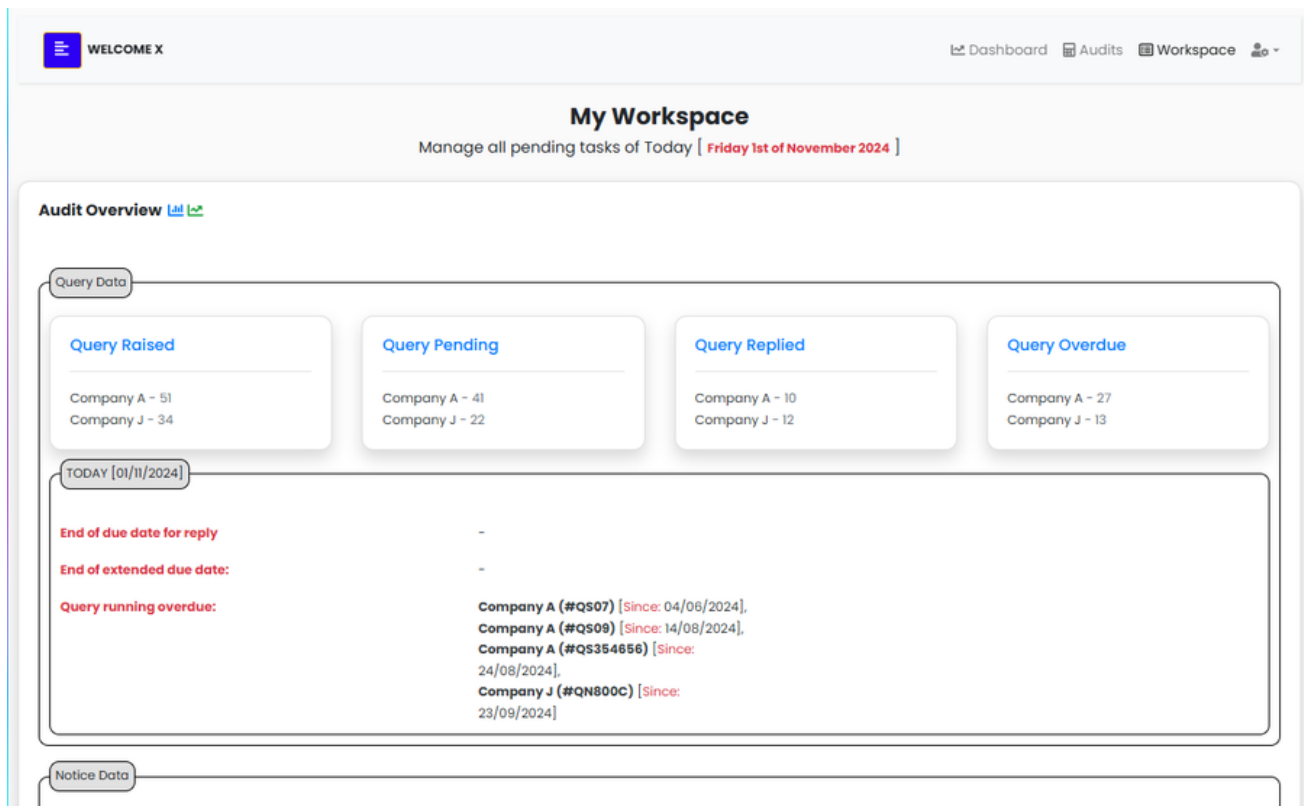 WELCOME X
Dashboard Audits Workspace
My Workspace
Manage all pending tasks of Today [ Friday 1st of November 2024 ]
Audit Overview
Query Data
Query Raised
Company A - 51
Company J - 34
Query Pending
Company A - 41
Company J - 22
Query Replied
Company A - 10
Company J - 12
Query Overdue
Company A - 27
Company J - 13
TODAY [01/11/2024]
End of due date for reply -
End of extended due date: -
Query running overdue: Company A (#QS07) [Since: 04/06/2024],
Company A (#QS09) [Since: 14/08/2024],
Company A (#QS354656) [Since:
24/08/2024],
Company J (#QN800C) [Since:
23/09/2024]
Notice Data